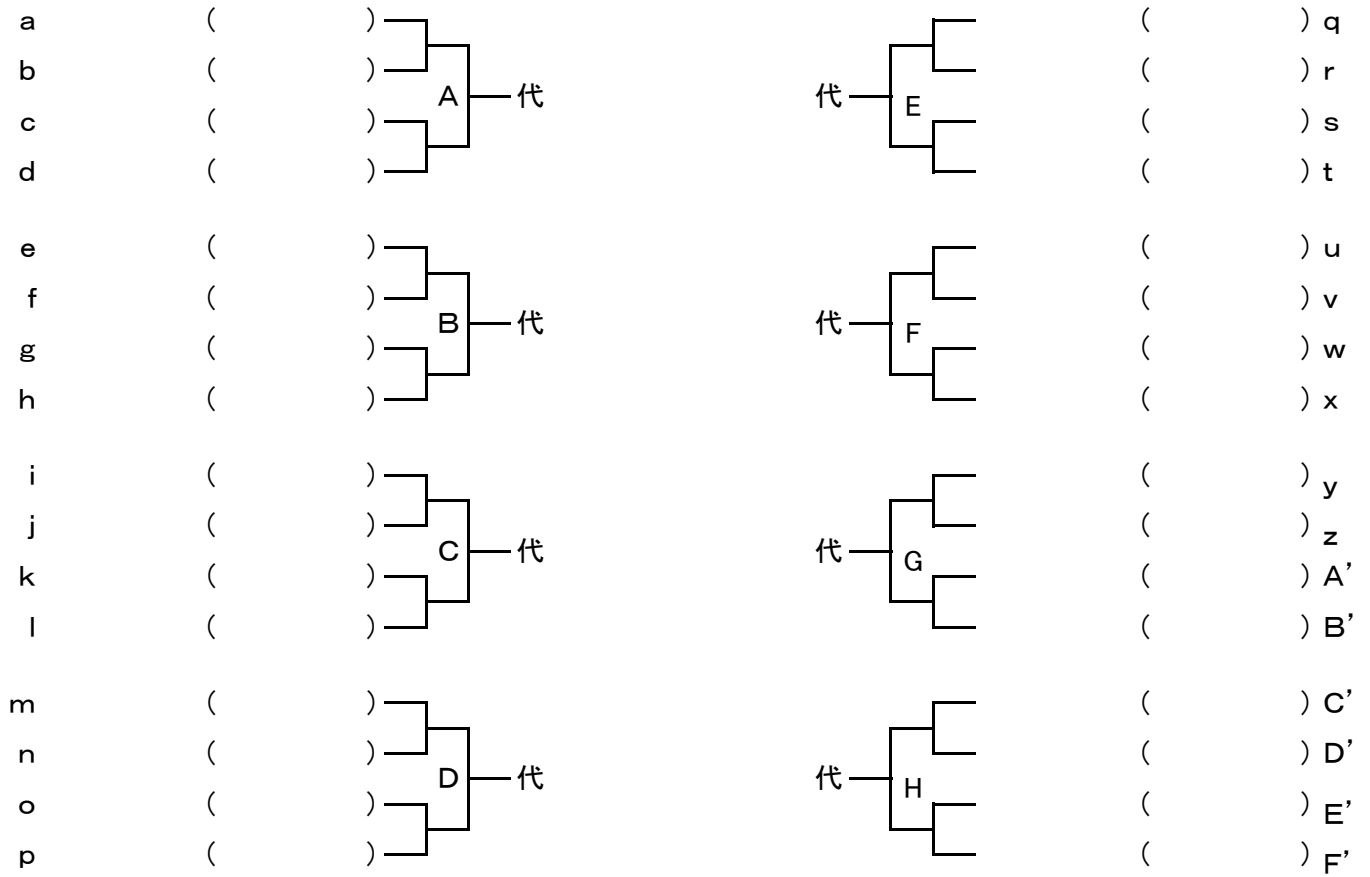 a ( ) ( ) q
b ( ) ( ) r
A 代 代 E
c ( ) ( ) s
d ( ) ( ) t
e ( ) ( ) u
f ( ) ( ) v
B 代 代 F
g ( ) ( ) w
h ( ) ( ) x
i ( ) ( ) y
j ( ) ( ) z
C 代 代 G
k ( ) ( ) A’
l ( ) ( ) B’
m ( ) ( ) C’
n ( ) ( ) D’
D 代 代 H
o ( ) ( ) E’
p ( ) ( ) F’